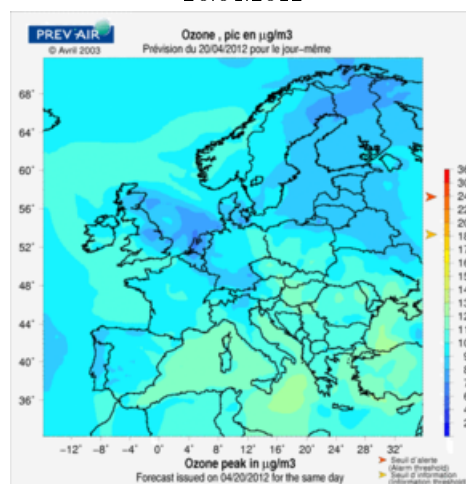 PREV'AIR
© Avril 2003
Ozone , pic en µg/m3
Prévision du 20/04/2012 pour le jour-même
68°
64°
60°
56°
52°
48°
44°
40°
36°
-12° -8° -4° 0° 4° 8° 12° 16° 20° 24° 28° 32°
Ozone peak in µg/m3
Forecast issued on 04/20/2012 for the same day
Seuil d'alerte
(Alarm threshold)
Seuil d'information
(Information threshold)